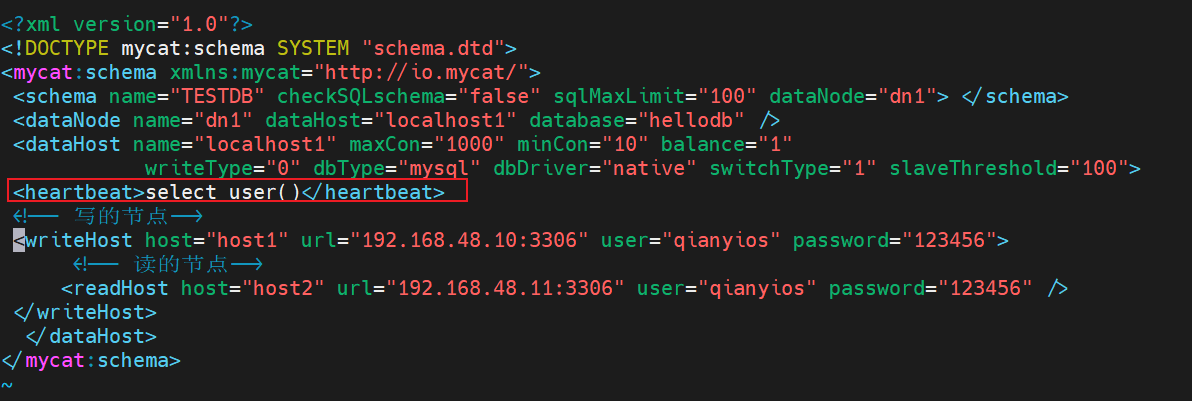 <?xml version="1.0"?>
<!DOCTYPE mycat:schema SYSTEM "schema.dtd">
<mycat:schema xmlns:mycat="http://io.mycat/">
 <schema name="TESTDB" checkSQLschema="false" sqlMaxLimit="100" dataNode="dn1"> </schema>
 <dataNode name="dn1" dataHost="localhost1" database="hellodb" />
 <dataHost name="localhost1" maxCon="1000" minCon="10" balance="1"
            writeType="0" dbType="mysql" dbDriver="native" switchType="1" slaveThreshold="100">
 <heartbeat>select user()</heartbeat>
 <!-- 写的节点-->
 <writeHost host="host1" url="192.168.48.10:3306" user="qianyios" password="123456">
      <!-- 读的节点-->
     <readHost host="host2" url="192.168.48.11:3306" user="qianyios" password="123456" />
 </writeHost>
  </dataHost>
</mycat:schema>
~